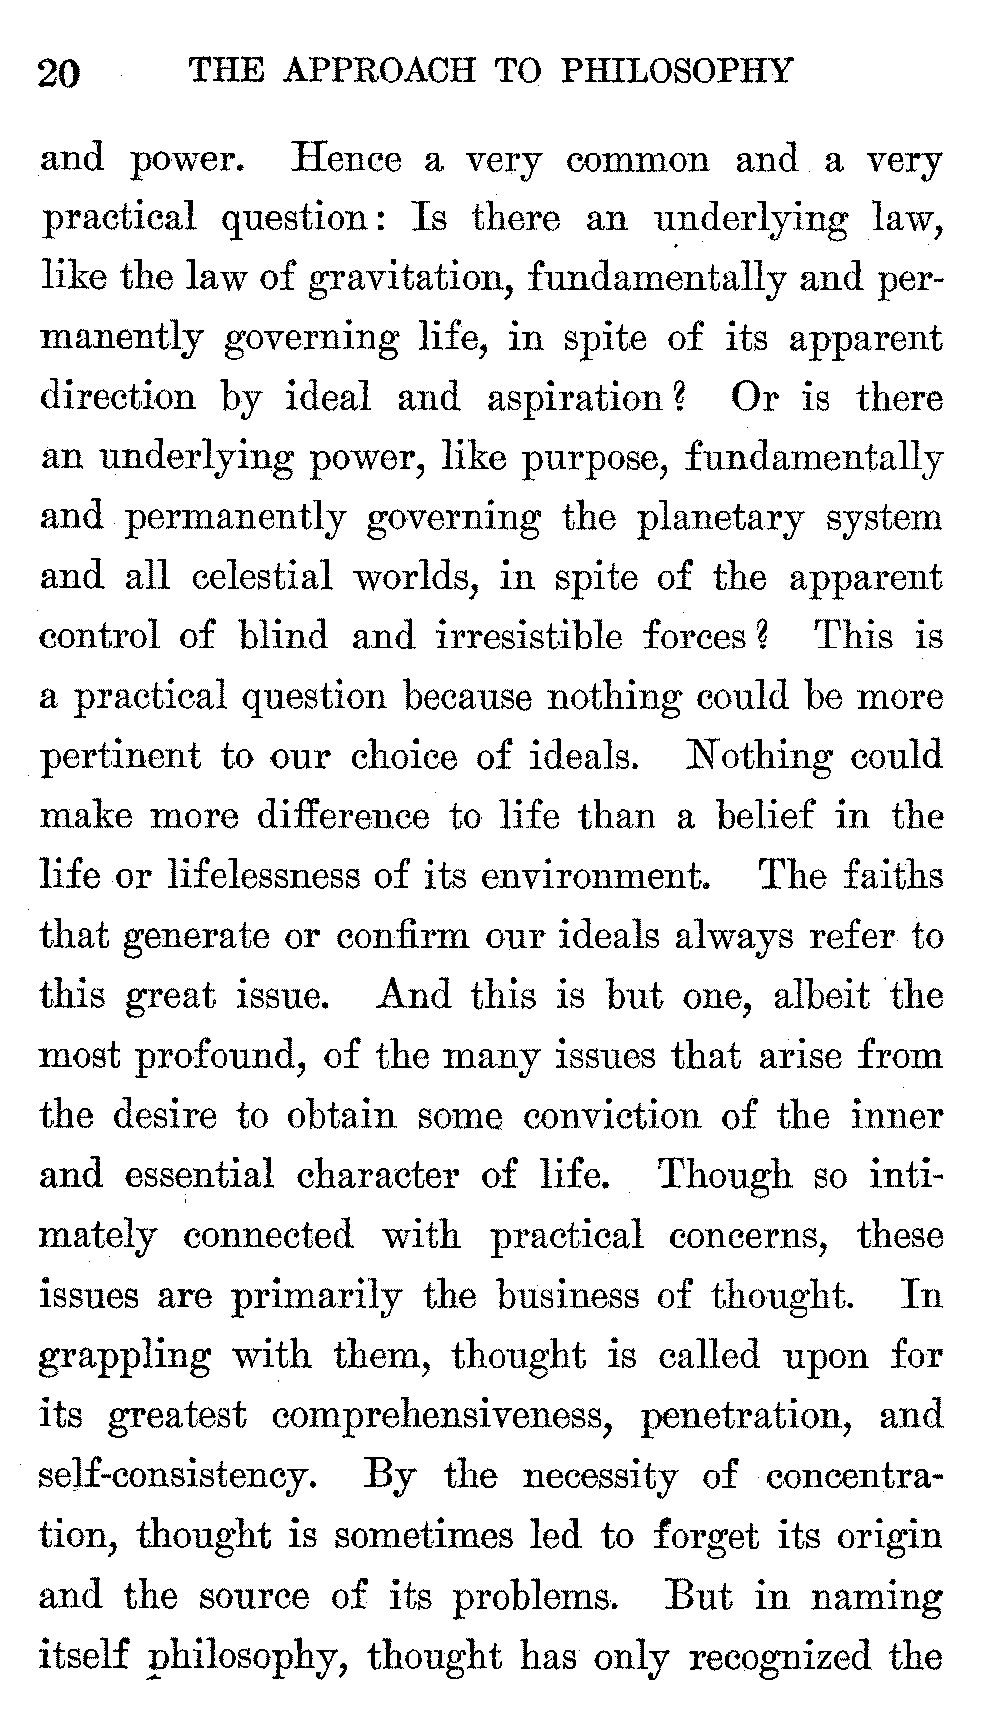 20 THE APPROACH TO PHILOSOPHY
and power. Hence a very common and a very
practical question: Is there an underlying law,
like the law of gravitation, fundamentally and per-
manently governing life, in spite of its apparent
direction by ideal and aspiration? Or is there
an underlying power, like purpose, fundamentally
and permanently governing the planetary system
and all celestial worlds, in spite of the apparent
control of blind and irresistible forces? This is
a practical question because nothing could be more
pertinent to our choice of ideals. Nothing could
make more difference to life than a belief in the
life or lifelessness of its environment. The faiths
that generate or confirm our ideals always refer to
this great issue. And this is but one, albeit the
most profound, of the many issues that arise from
the desire to obtain some conviction of the inner
and essential character of life. Though so inti-
mately connected with practical concerns, these
issues are primarily the business of thought. In
grappling with them, thought is called upon for
its greatest comprehensiveness, penetration, and
self-consistency. By the necessity of concentra-
tion, thought is sometimes led to forget its origin
and the source of its problems. But in naming
itself philosophy, thought has only recognized the